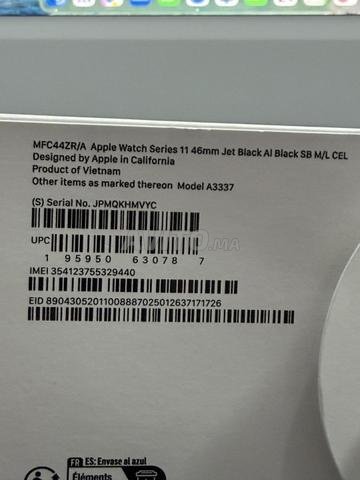 MFC44ZR/A Apple Watch Series 11 46mm Jet Black Al Black SB M/L CEL
Designed by Apple in California
Product of Vietnam
Other items as marked thereon Model A3337
(S) Serial No. JPMQKHMVYC
UPC
1 95950 63078 7
IMEI 354123755329440
EID 89043052011008887025012637171726
FR ES: Envase al azul
Éléments